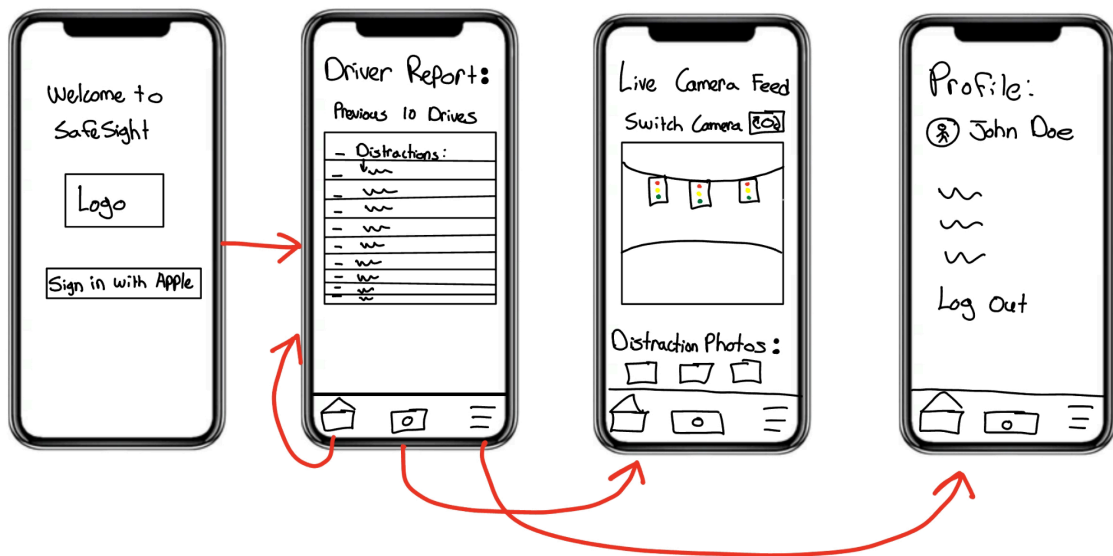 Welcome to
SafeSight
Logo
Sign in with Apple
Driver Report:
Previous 10 Drives
Distractions:
Live Camera Feed
Switch Camera
Distraction Photos:
Profile:
John Doe
Log Out